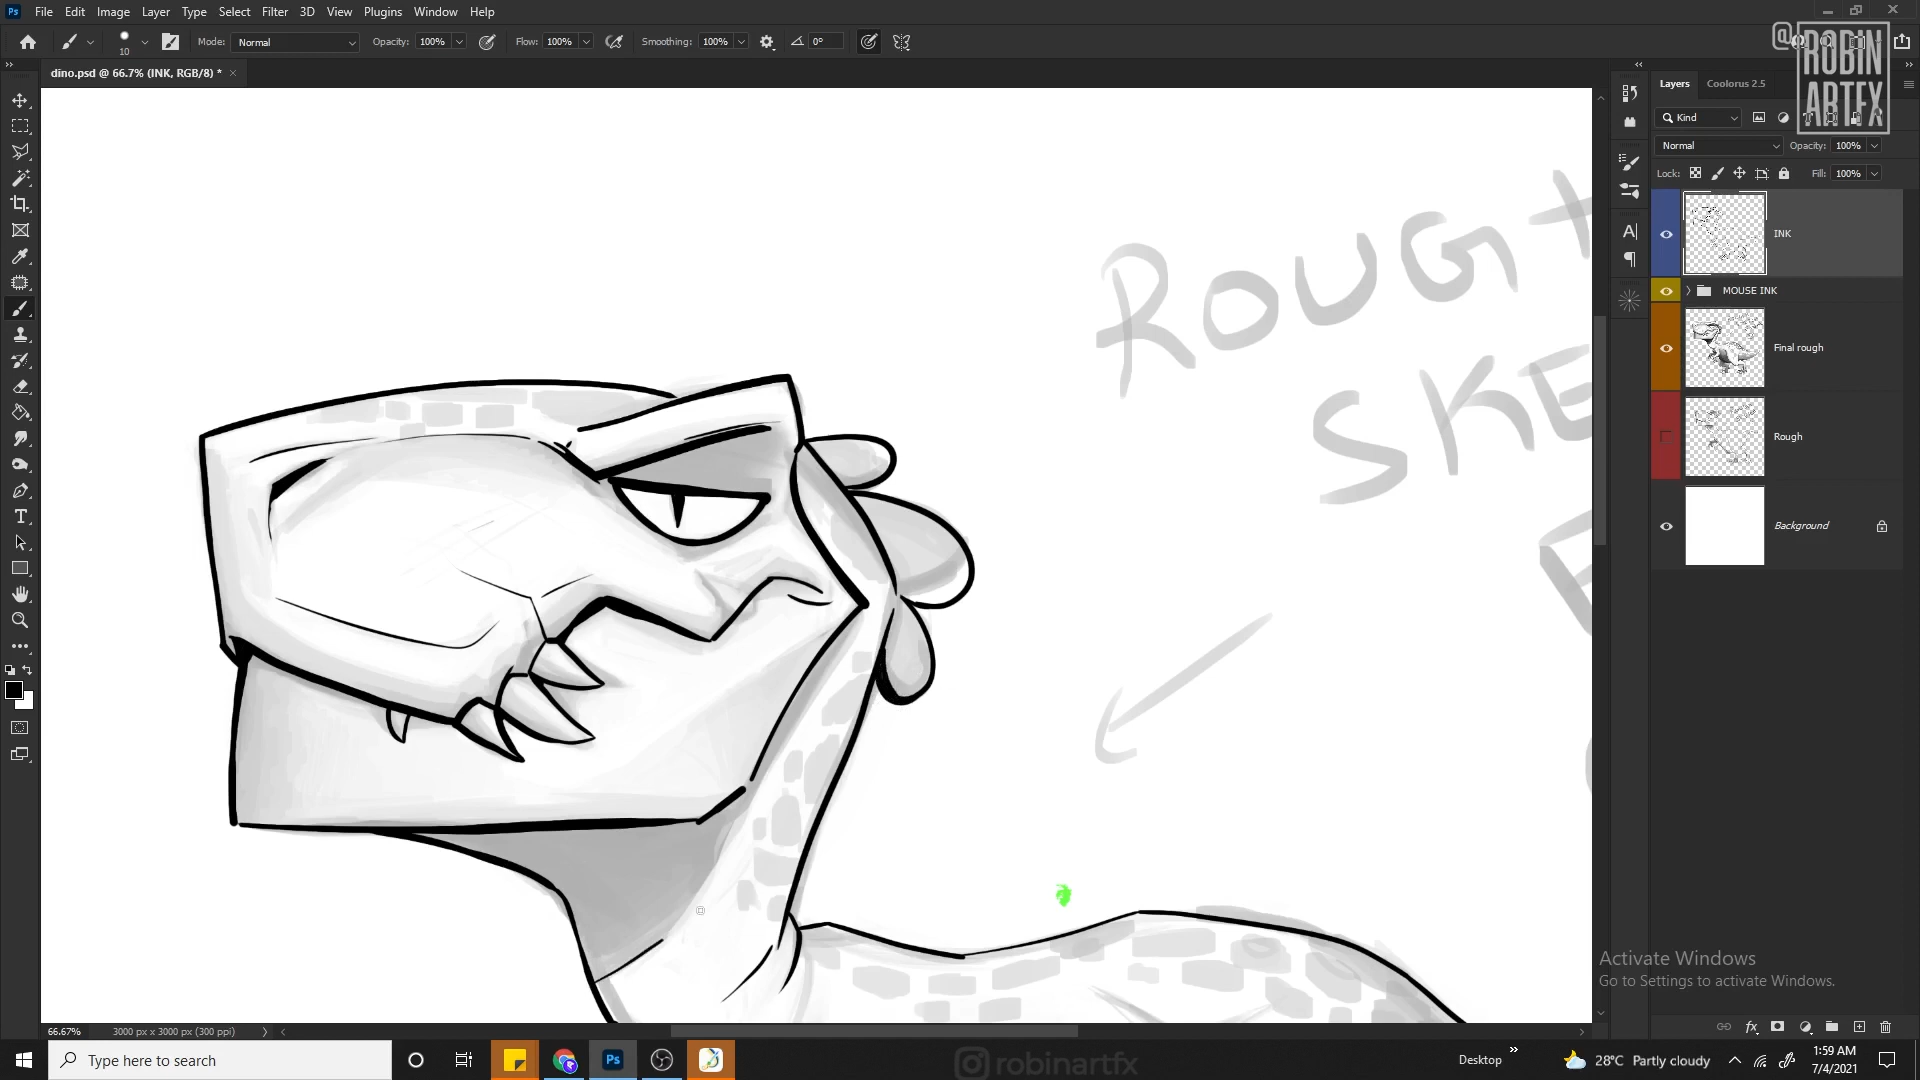 Ps File Edit Image Layer Type Select Filter 3D View Plugins Window Help
10 Mode: Normal Opacity: 100% Flow: 100% Smoothing: 100% 0°
@ROBIN
ARTFX
dino.psd @ 66.7% (INK, RGB/8) * ×
Layers Coolorus 2.5
Kind
Normal Opacity: 100%
Lock: Fill: 100%
INK
MOUSE INK
Final rough
Rough
Background
ROUGH
SKE
Activate Windows
Go to Settings to activate Windows.
66.67% 3000 px x 3000 px (300 ppi)
Type here to search
Ps
robinartfx
Desktop
28°C Partly cloudy
1:59 AM
7/4/2021